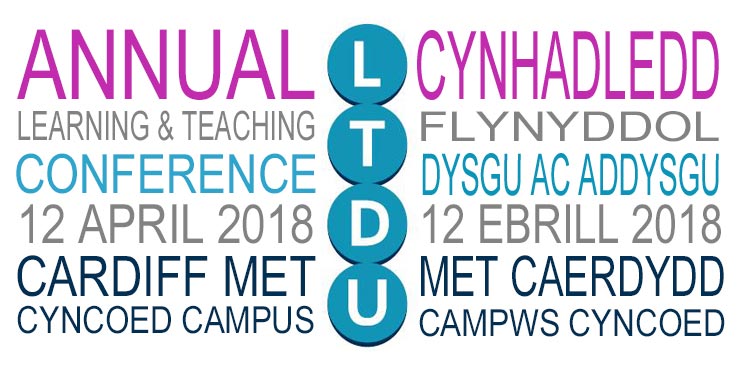 ANNUAL
LEARNING & TEACHING
CONFERENCE
12 APRIL 2018
CARDIFF MET
CYNCOED CAMPUS
L
T
D
U
CYNHADLEDD
FLYNYDDOL
DYSGU AC ADDYSGU
12 EBRILL 2018
MET CAERDYDD
CAMPWS CYNCOED